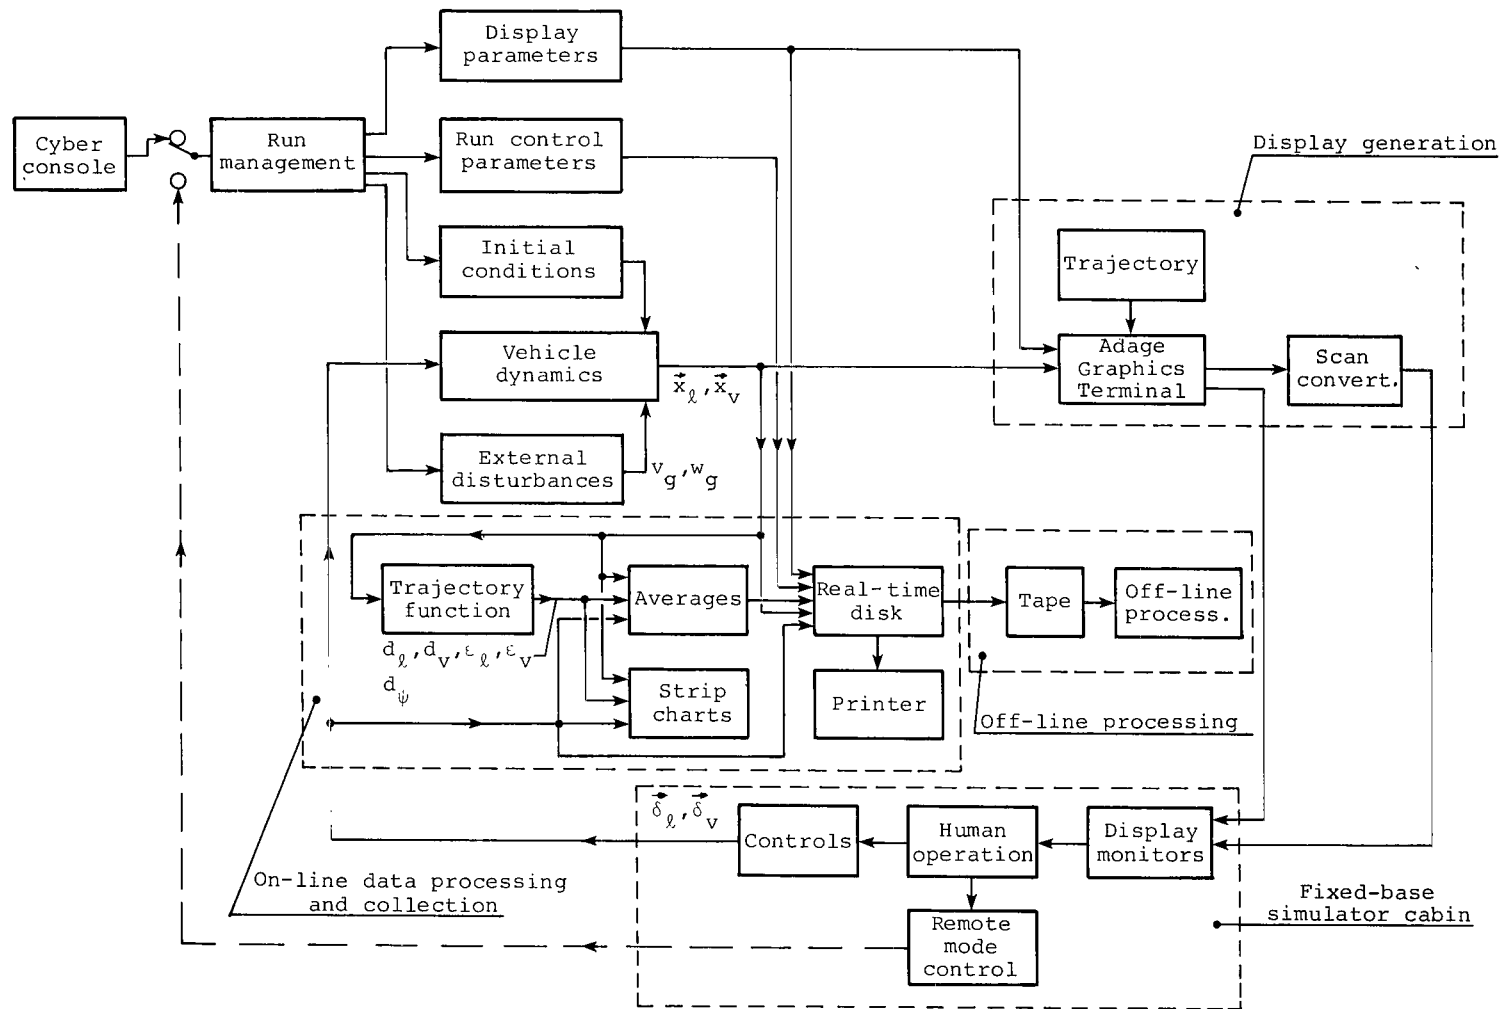 Display
parameters
Cyber
console
Run
management
Run control
parameters
Display generation
Initial
conditions
Trajectory
Vehicle
dynamics
x⃗ℓ, x⃗v
Adage
Graphics
Terminal
Scan
convert.
External
disturbances
vg, wg
Trajectory
function
dℓ, dv, εℓ, εv
dψ
Averages
Real-time
disk
Tape
Off-line
process.
Strip
charts
Printer
Off-line processing
δ⃗ℓ, δ⃗v
Controls
Human
operation
Display
monitors
On-line data processing
and collection
Fixed-base
simulator cabin
Remote
mode
control